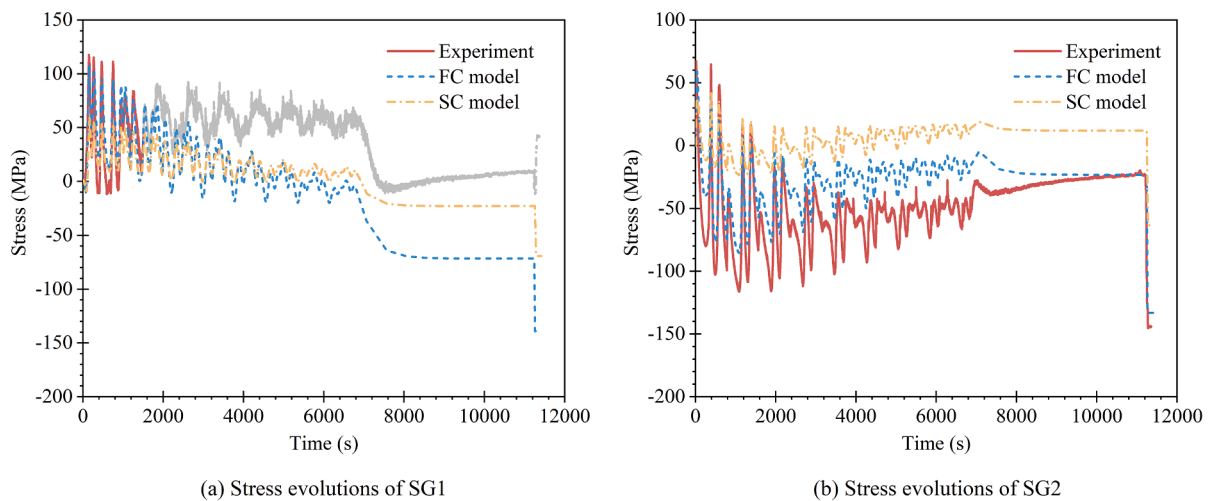 150
100
50
0
-50
-100
-150
-200
Stress (MPa)
Experiment
FC model
SC model
0 2000 4000 6000 8000 10000 12000
Time (s)
(a) Stress evolutions of SG1
100
50
0
-50
-100
-150
-200
Stress (MPa)
Experiment
FC model
SC model
0 2000 4000 6000 8000 10000 12000
Time (s)
(b) Stress evolutions of SG2